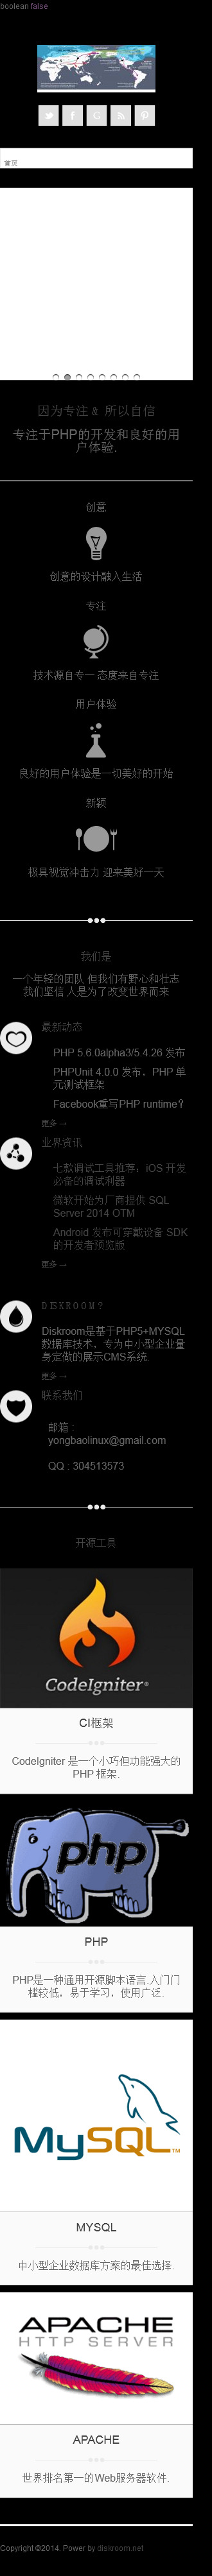 boolean false
首页
因为专注 & 所以自信
专注于PHP的开发和良好的用
户体验.
创意
创意的设计融入生活
专注
技术源自专一 态度来自专注
用户体验
良好的用户体验是一切美好的开始
新颖
极具视觉冲击力 迎来美好一天
我们是
一个年轻的团队 但我们有野心和壮志
我们坚信 人是为了改变世界而来
最新动态
PHP 5.6.0alpha3/5.4.26 发布
PHPUnit 4.0.0 发布，PHP 单
元测试框架
Facebook重写PHP runtime？
更多 →
业界资讯
七款调试工具推荐，iOS 开发
必备的调试利器
微软开始为厂商提供 SQL
Server 2014 OTM
Android 发布可穿戴设备 SDK
的开发者预览版
更多 →
DISKROOM？
Diskroom是基于PHP5+MYSQL
数据库技术，专为中小型企业量
身定做的展示CMS系统.
更多 →
联系我们
邮箱：
yongbaolinux@gmail.com
QQ : 304513573
开源工具
CodeIgniter
CI框架
CodeIgniter 是一个小巧但功能强大的
PHP 框架.
php
PHP
PHP是一种通用开源脚本语言.入门门
槛较低，易于学习，使用广泛.
MySQL
MYSQL
中小型企业数据库方案的最佳选择.
APACHE
HTTP SERVER
APACHE
世界排名第一的Web服务器软件.
Copyright ©2014. Power by diskroom.net